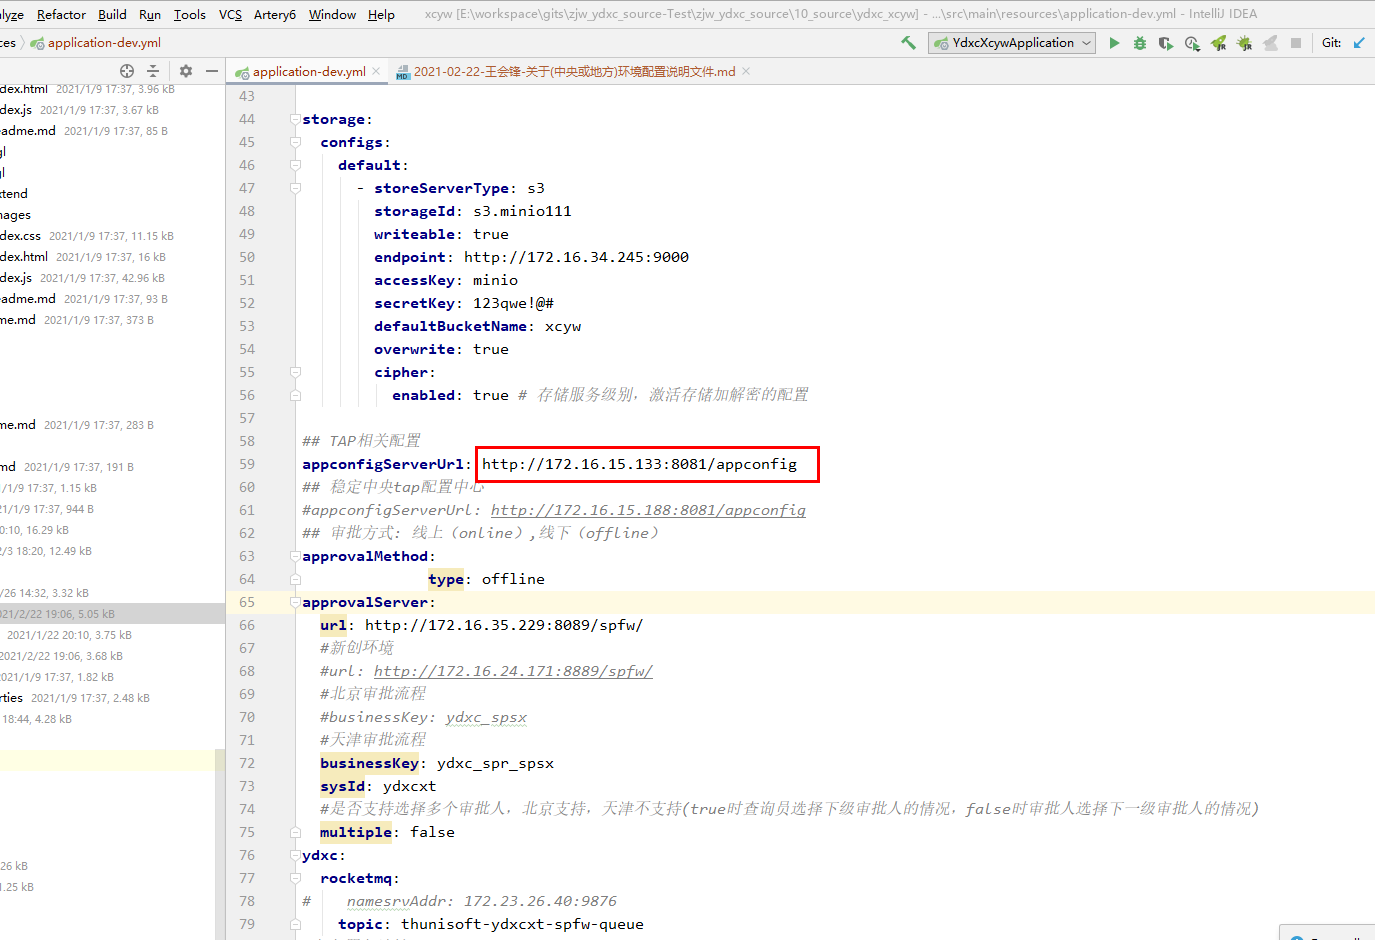 alyze Refactor Build Run Tools VCS Artery6 Window Help xcyw [E:\workspace\gits\zjw_ydxc_source-Test\zjw_ydxc_source\10_source\ydxc_xcyw] - ...\src\main\resources\application-dev.yml - IntelliJ IDEA
ces application-dev.yml YdxcXcywApplication Git:
application-dev.yml 2021-02-22-王会锋-关于(中央或地方)环境配置说明文件.md
dex.html 2021/1/9 17:37, 3.96 kB
dex.js 2021/1/9 17:37, 3.67 kB
eadme.md 2021/1/9 17:37, 85 B
gl
gl
xtend
nages
dex.css 2021/1/9 17:37, 11.15 kB
dex.html 2021/1/9 17:37, 16 kB
dex.js 2021/1/9 17:37, 42.96 kB
eadme.md 2021/1/9 17:37, 93 B
me.md 2021/1/9 17:37, 373 B
me.md 2021/1/9 17:37, 283 B
md 2021/1/9 17:37, 191 B
/1/9 17:37, 1.15 kB
21/1/9 17:37, 944 B
0:10, 16.29 kB
2/3 18:20, 12.49 kB
/26 14:32, 3.32 kB
021/2/22 19:06, 5.05 kB
2021/1/22 20:10, 3.75 kB
2021/2/22 19:06, 3.68 kB
2021/1/9 17:37, 1.82 kB
rties 2021/1/9 17:37, 2.48 kB
18:44, 4.28 kB
26 kB
1.25 kB
43
44 storage:
45 configs:
46 default:
47 - storeServerType: s3
48 storageId: s3.minio111
49 writeable: true
50 endpoint: http://172.16.34.245:9000
51 accessKey: minio
52 secretKey: 123qwe!@#
53 defaultBucketName: xcyw
54 overwrite: true
55 cipher:
56 enabled: true # 存储服务级别，激活存储加解密的配置
57
58 ## TAP相关配置
59 appconfigServerUrl: http://172.16.15.133:8081/appconfig
60 ## 稳定中央tap配置中心
61 #appconfigServerUrl: http://172.16.15.188:8081/appconfig
62 ## 审批方式: 线上（online）,线下（offline）
63 approvalMethod:
64 type: offline
65 approvalServer:
66 url: http://172.16.35.229:8089/spfw/
67 #新创环境
68 #url: http://172.16.24.171:8889/spfw/
69 #北京审批流程
70 #businessKey: ydxc_spsx
71 #天津审批流程
72 businessKey: ydxc_spr_spsx
73 sysId: ydxcxt
74 #是否支持选择多个审批人，北京支持，天津不支持(true时查询员选择下级审批人的情况，false时审批人选择下一级审批人的情况)
75 multiple: false
76 ydxc:
77 rocketmq:
78 # namesrvAddr: 172.23.26.40:9876
79 topic: thunisoft-ydxcxt-spfw-queue